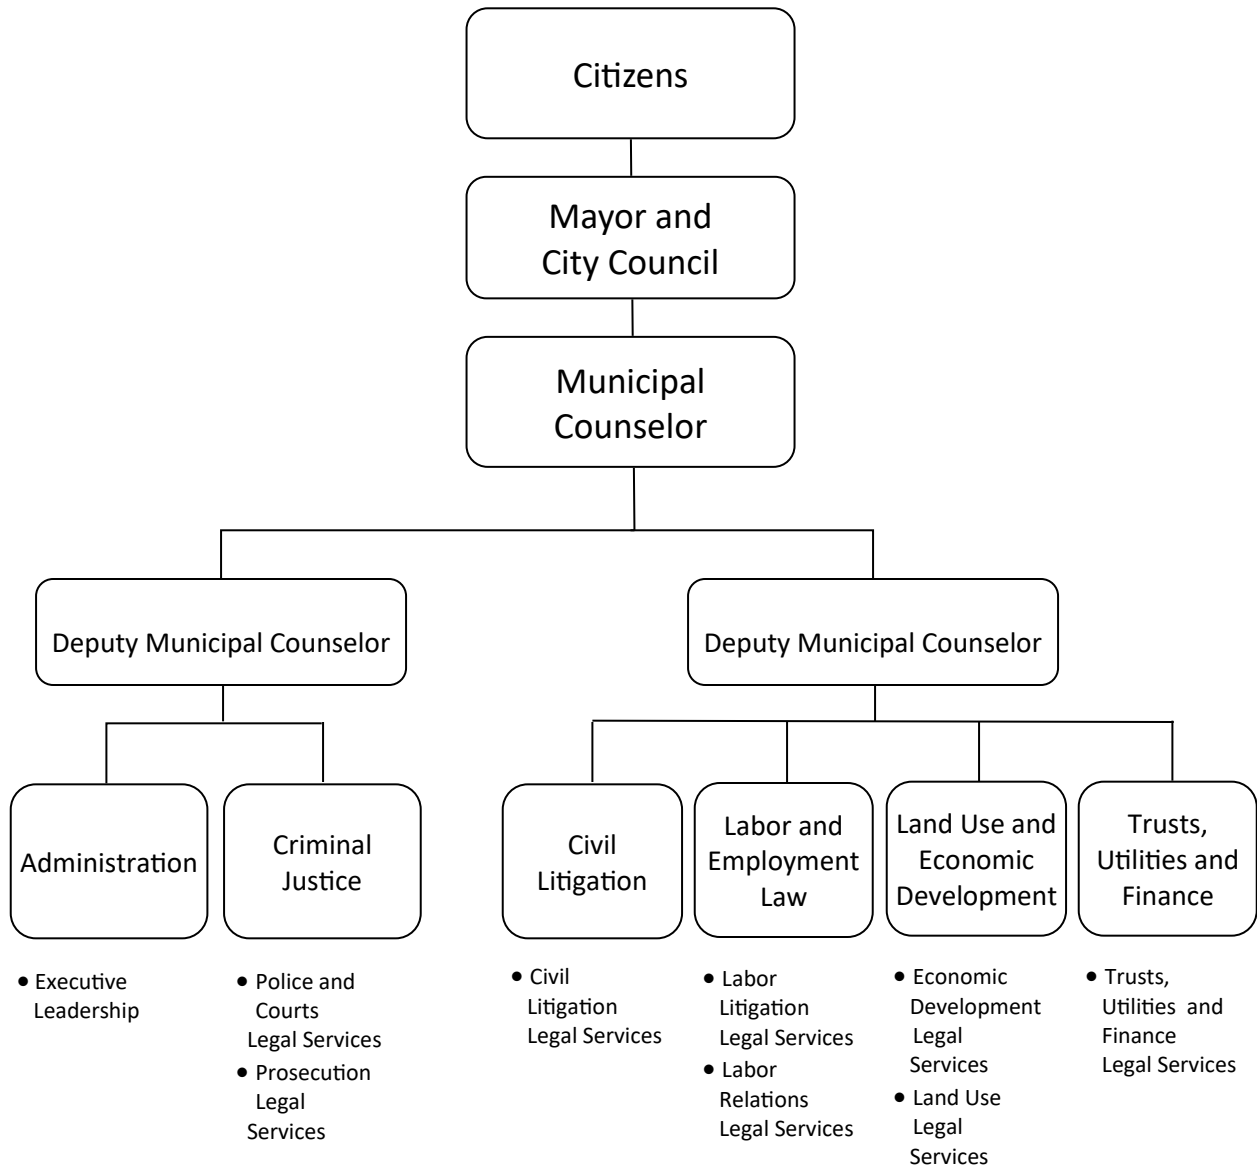 Citizens
Mayor and
City Council
Municipal
Counselor
Deputy Municipal Counselor
Deputy Municipal Counselor
Administration
Criminal
Justice
Civil
Litigation
Labor and
Employment
Law
Land Use and
Economic
Development
Trusts,
Utilities and
Finance
• Executive
Leadership
• Police and
Courts
Legal Services
• Prosecution
Legal
Services
• Civil
Litigation
Legal Services
• Labor
Litigation
Legal Services
• Labor
Relations
Legal Services
• Economic
Development
Legal
Services
• Land Use
Legal
Services
• Trusts,
Utilities and
Finance
Legal Services